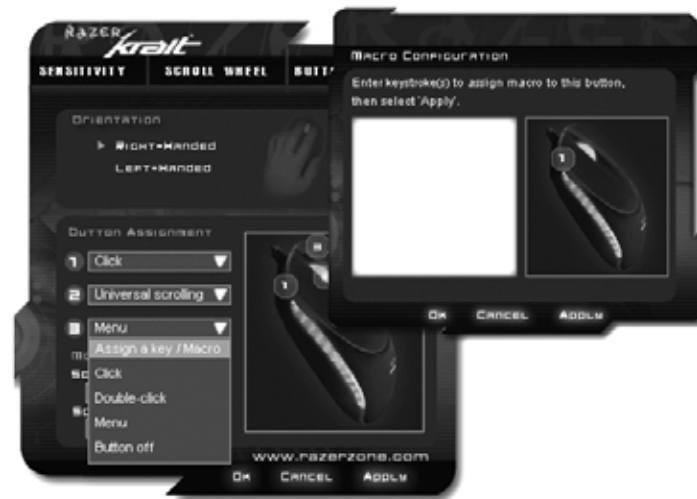 RAZER
krait
SENSITIVITY
SCROLL WHEEL
ORIENTATION
RIGHT-HANDED
LEFT-HANDED
BUTTON ASSIGNMENT
1 Click
2 Universal scrolling
3 Menu
Assign a key / Macro
Click
Double-click
Menu
Button off
1
www.razerzone.com
OK CANCEL APPLY
MACRO CONFIGURATION
Enter keystroke(s) to assign macro to this button,
then select 'Apply'.
1
OK CANCEL APPLY